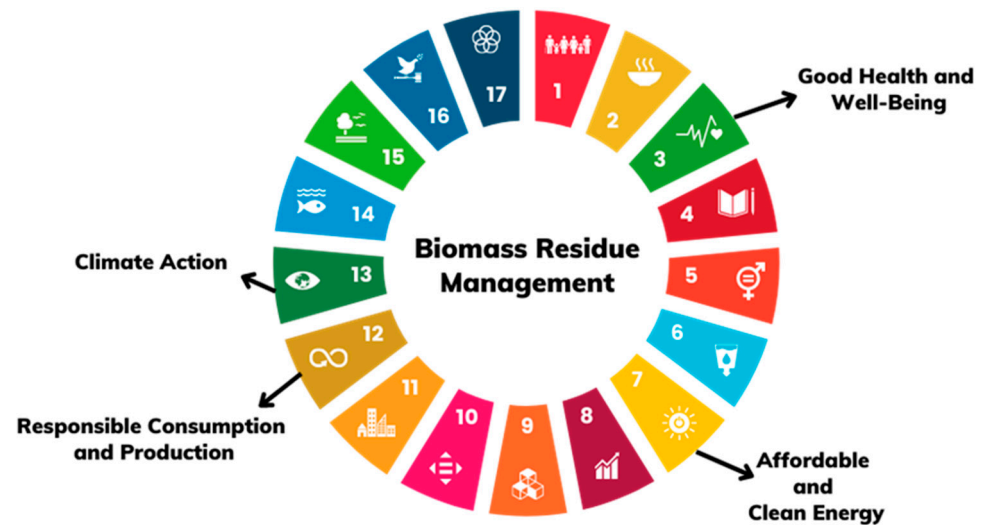 Biomass Residue
Management
1
2
3
4
5
6
7
8
9
10
11
12
13
14
15
16
17
Good Health and
Well-Being
Affordable
and
Clean Energy
Responsible Consumption
and Production
Climate Action